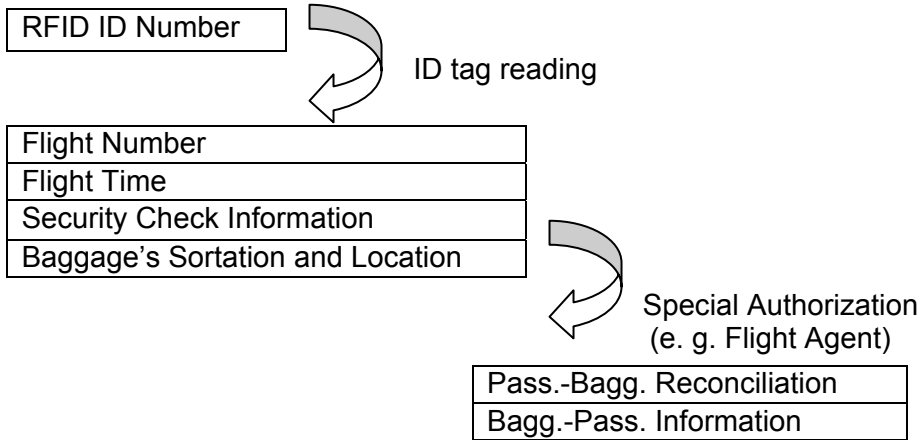 RFID ID Number
ID tag reading
Flight Number
Flight Time
Security Check Information
Baggage’s Sortation and Location
Special Authorization
(e. g. Flight Agent)
Pass.-Bagg. Reconciliation
Bagg.-Pass. Information